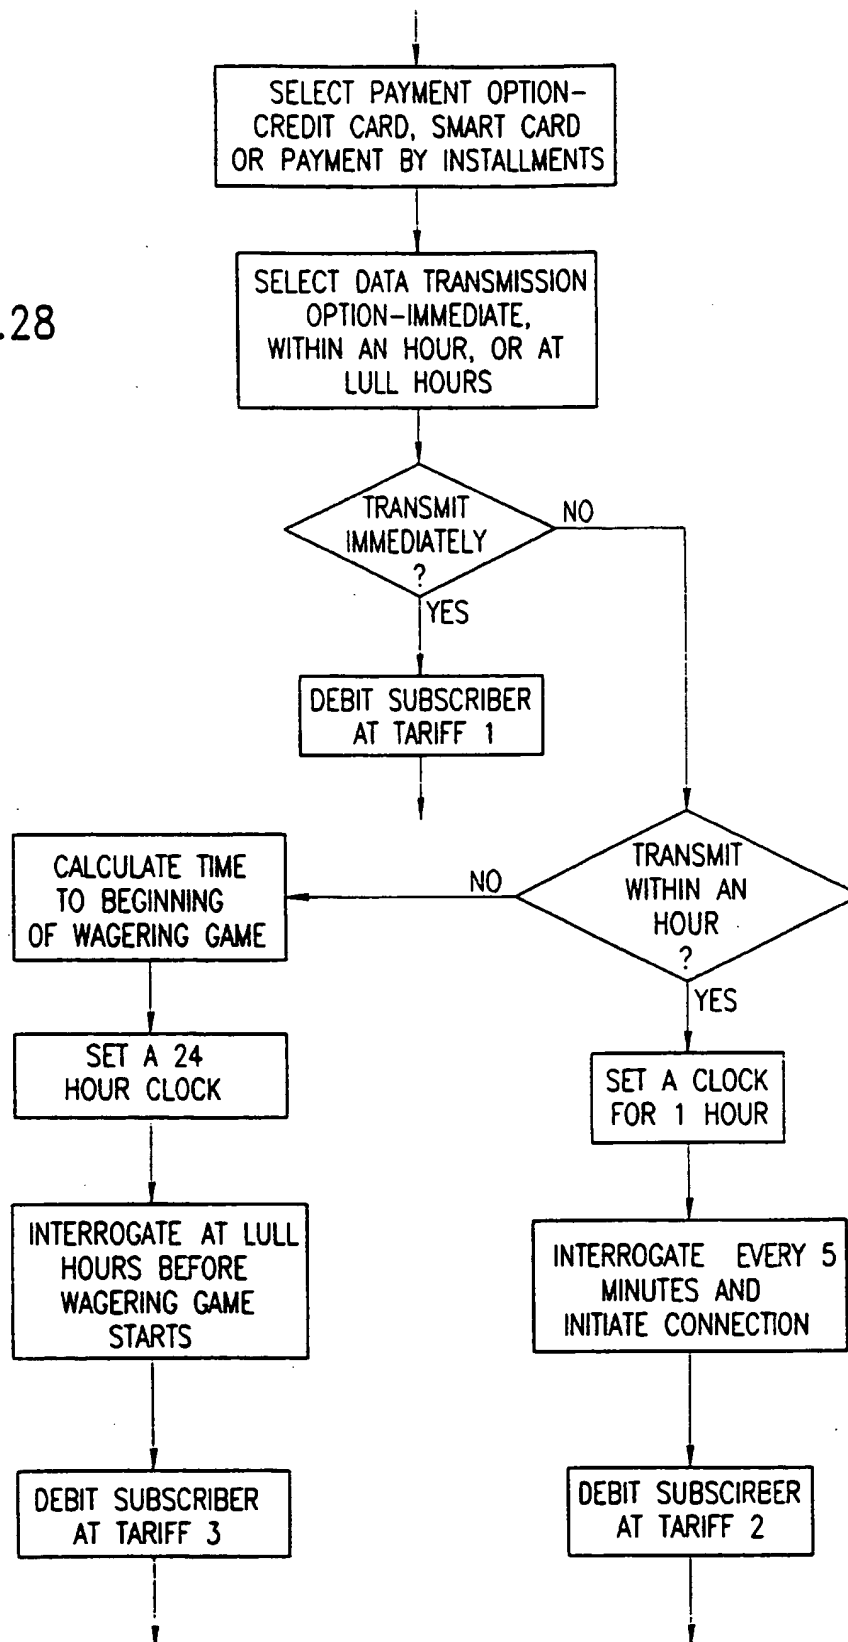 SELECT PAYMENT OPTION-
CREDIT CARD, SMART CARD
OR PAYMENT BY INSTALLMENTS
SELECT DATA TRANSMISSION
OPTION-IMMEDIATE,
WITHIN AN HOUR, OR AT
LULL HOURS
.28
TRANSMIT
IMMEDIATELY
?
NO
YES
DEBIT SUBSCRIBER
AT TARIFF 1
TRANSMIT
WITHIN AN
HOUR
?
NO
YES
CALCULATE TIME
TO BEGINNING
OF WAGERING GAME
SET A 24
HOUR CLOCK
SET A CLOCK
FOR 1 HOUR
INTERROGATE AT LULL
HOURS BEFORE
WAGERING GAME
STARTS
INTERROGATE EVERY 5
MINUTES AND
INITIATE CONNECTION
DEBIT SUBSCRIBER
AT TARIFF 3
DEBIT SUBSCIRBER
AT TARIFF 2